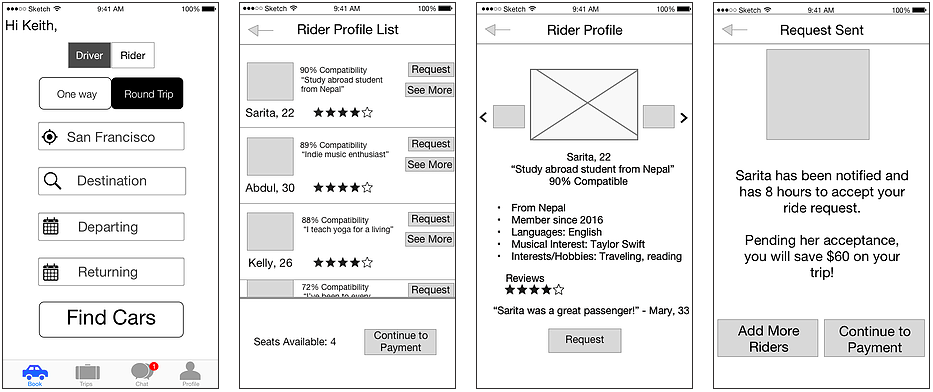 ●●●○○ Sketch 9:41 AM 100%
Hi Keith,
Driver Rider
One way Round Trip
San Francisco
Destination
Departing
Returning
Find Cars
1
Book Trips Chat Profile
●●●○○ Sketch 9:41 AM 100%
Rider Profile List
90% Compatibility
“Study abroad student
from Nepal”
Request
See More
Sarita, 22
89% Compatibility
“Indie music enthusiast”
Request
See More
Abdul, 30
88% Compatibility
“I teach yoga for a living”
Request
See More
Kelly, 26
72% Compatibility
“I’ve been to every
Request
Seats Available: 4
Continue to
Payment
●●●○○ Sketch 9:41 AM 100%
Rider Profile
Sarita, 22
“Study abroad student from Nepal”
90% Compatible
• From Nepal
• Member since 2016
• Languages: English
• Musical Interest: Taylor Swift
• Interests/Hobbies: Traveling, reading
Reviews
“Sarita was a great passenger!” - Mary, 33
Request
●●●○○ Sketch 9:41 AM 100%
Request Sent
Sarita has been notified and
has 8 hours to accept your
ride request.
Pending her acceptance,
you will save $60 on your
trip!
Add More
Riders
Continue to
Payment